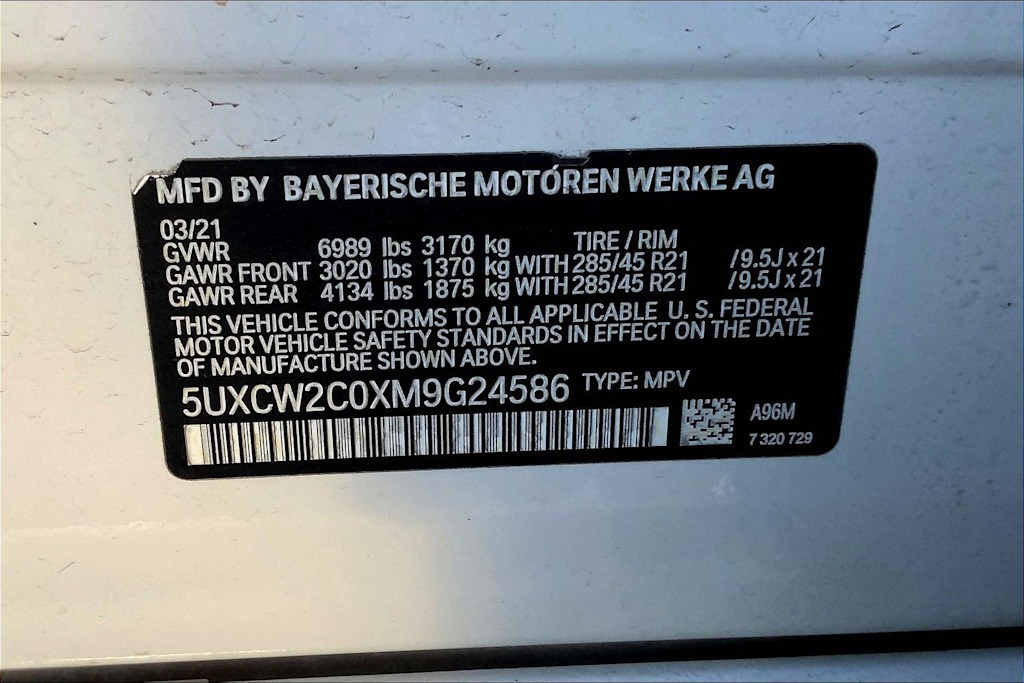 MFD BY BAYERISCHE MOTOREN WERKE AG
03/21
GVWR 6989 lbs 3170 kg TIRE / RIM
GAWR FRONT 3020 lbs 1370 kg WITH 285/45 R21 /9.5J x 21
GAWR REAR 4134 lbs 1875 kg WITH 285/45 R21 /9.5J x 21
THIS VEHICLE CONFORMS TO ALL APPLICABLE U. S. FEDERAL
MOTOR VEHICLE SAFETY STANDARDS IN EFFECT ON THE DATE
OF MANUFACTURE SHOWN ABOVE.
5UXCW2C0XM9G24586 TYPE: MPV
A96M
7 320 729